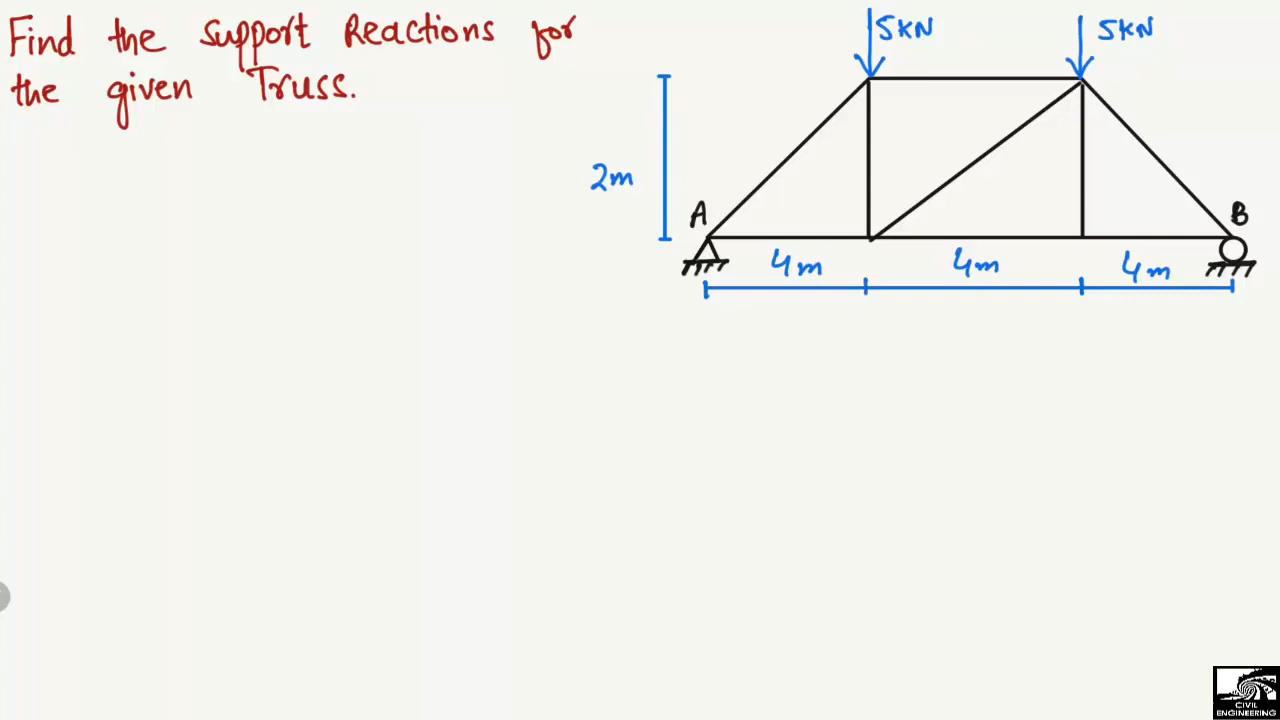 Find the support Reactions for
the given Truss.
5KN
5KN
2m
A
B
4m
4m
4m
CIVIL
ENGINEERING